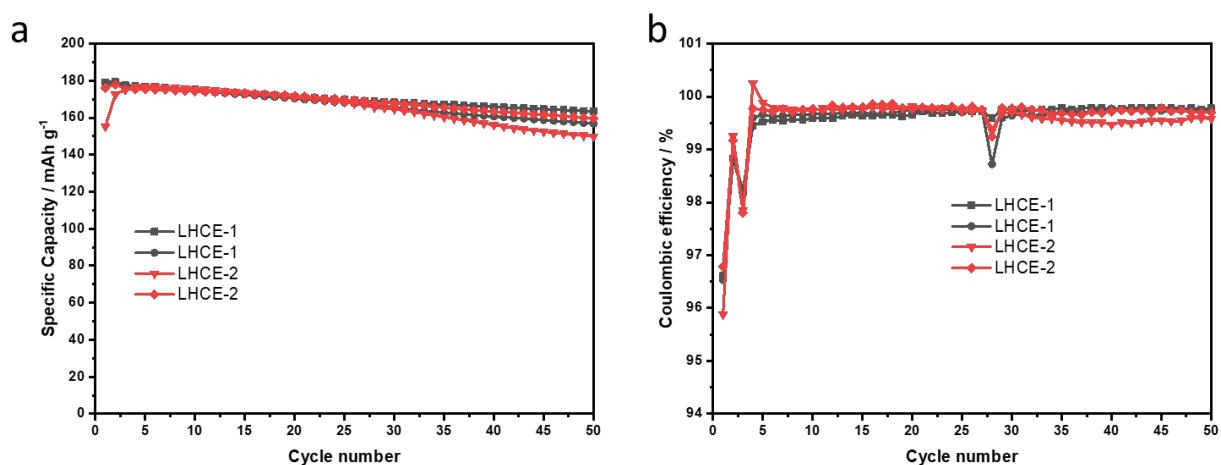 a
200
180
160
140
120
100
80
60
40
20
0
Specific Capacity / mAh g⁻¹
LHCE-1
LHCE-1
LHCE-2
LHCE-2
0 5 10 15 20 25 30 35 40 45 50
Cycle number
b
101
100
99
98
97
96
95
94
Coulombic efficiency / %
LHCE-1
LHCE-1
LHCE-2
LHCE-2
0 5 10 15 20 25 30 35 40 45 50
Cycle number